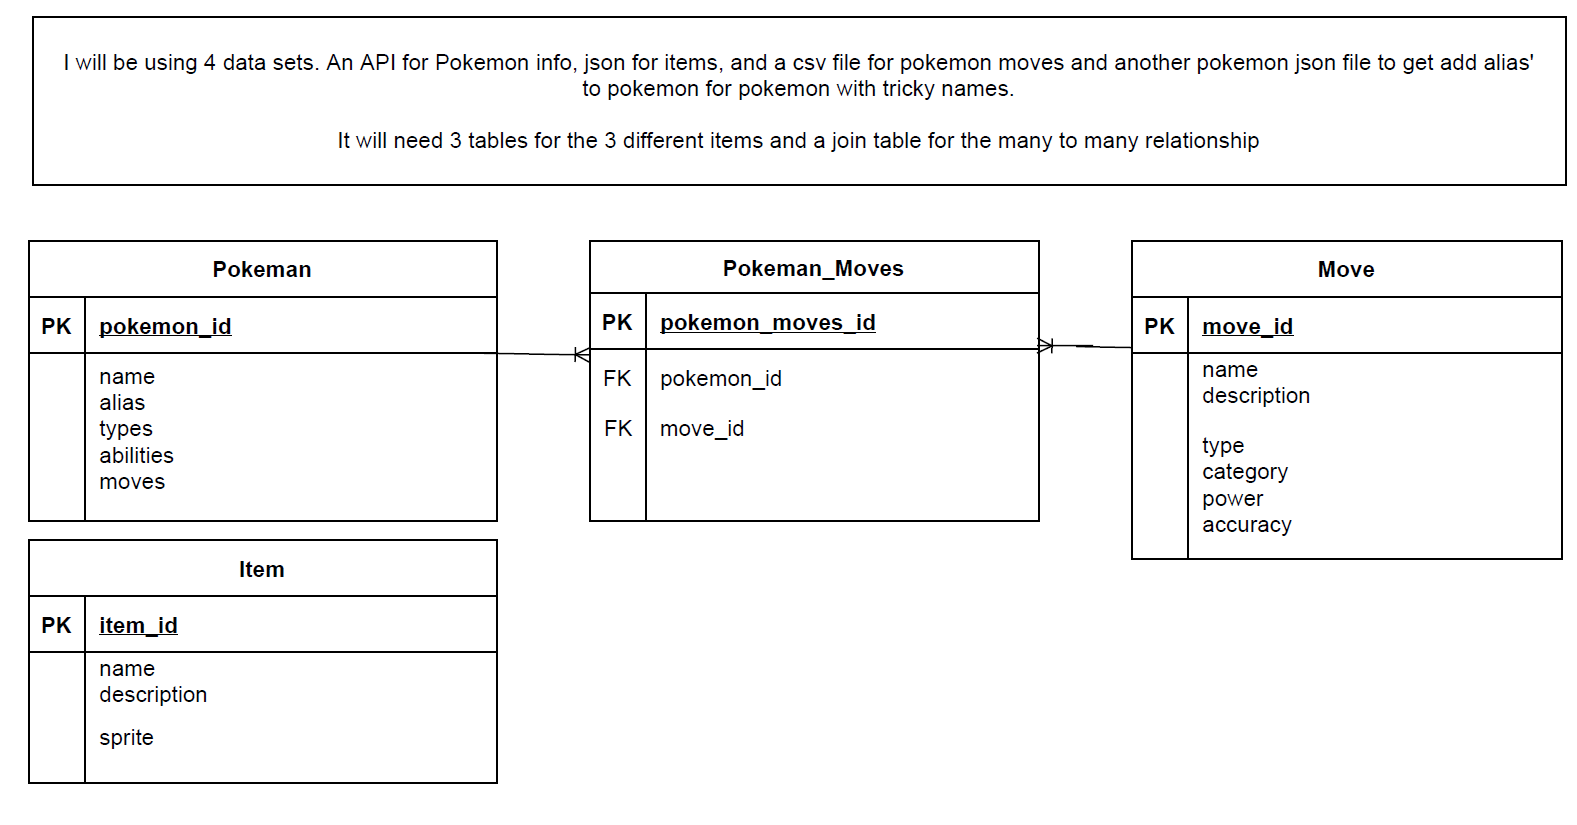 I will be using 4 data sets. An API for Pokemon info, json for items, and a csv file for pokemon moves and another pokemon json file to get add alias'
to pokemon for pokemon with tricky names.
It will need 3 tables for the 3 different items and a join table for the many to many relationship
Pokeman
PK pokemon_id
name
alias
types
abilities
moves
Pokeman_Moves
PK pokemon_moves_id
FK pokemon_id
FK move_id
Move
PK move_id
name
description
type
category
power
accuracy
Item
PK item_id
name
description
sprite